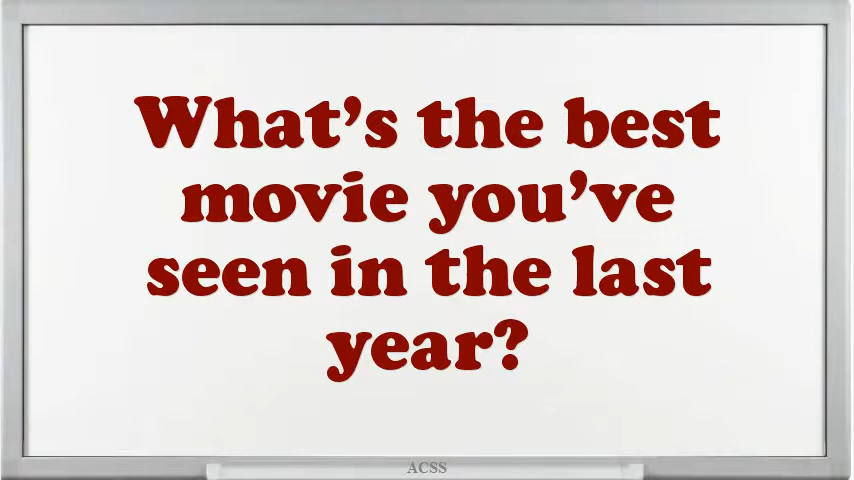 What’s the best
movie you’ve
seen in the last
year?
ACSS